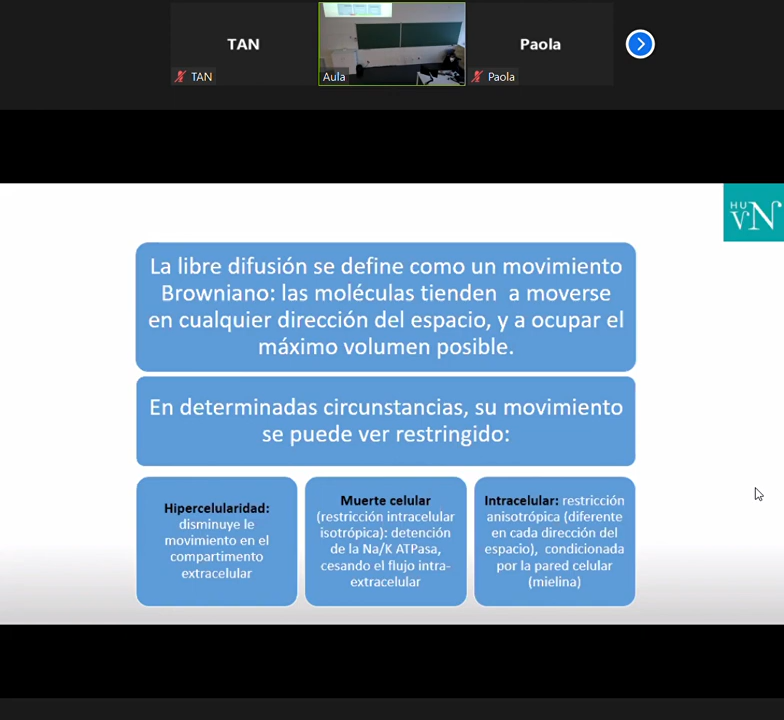 TAN
Paola
TAN
Aula
Paola
HU
VN
La libre difusión se define como un movimiento
Browniano: las moléculas tienden a moverse
en cualquier dirección del espacio, y a ocupar el
máximo volumen posible.
En determinadas circunstancias, su movimiento
se puede ver restringido:
Hipercelularidad:
disminuye le
movimiento en el
compartimento
extracelular
Muerte celular
(restricción intracelular
isotrópica): detención
de la Na/K ATPasa,
cesando el flujo intra-
extracelular
Intracelular: restricción
anisotrópica (diferente
en cada dirección del
espacio), condicionada
por la pared celular
(mielina)